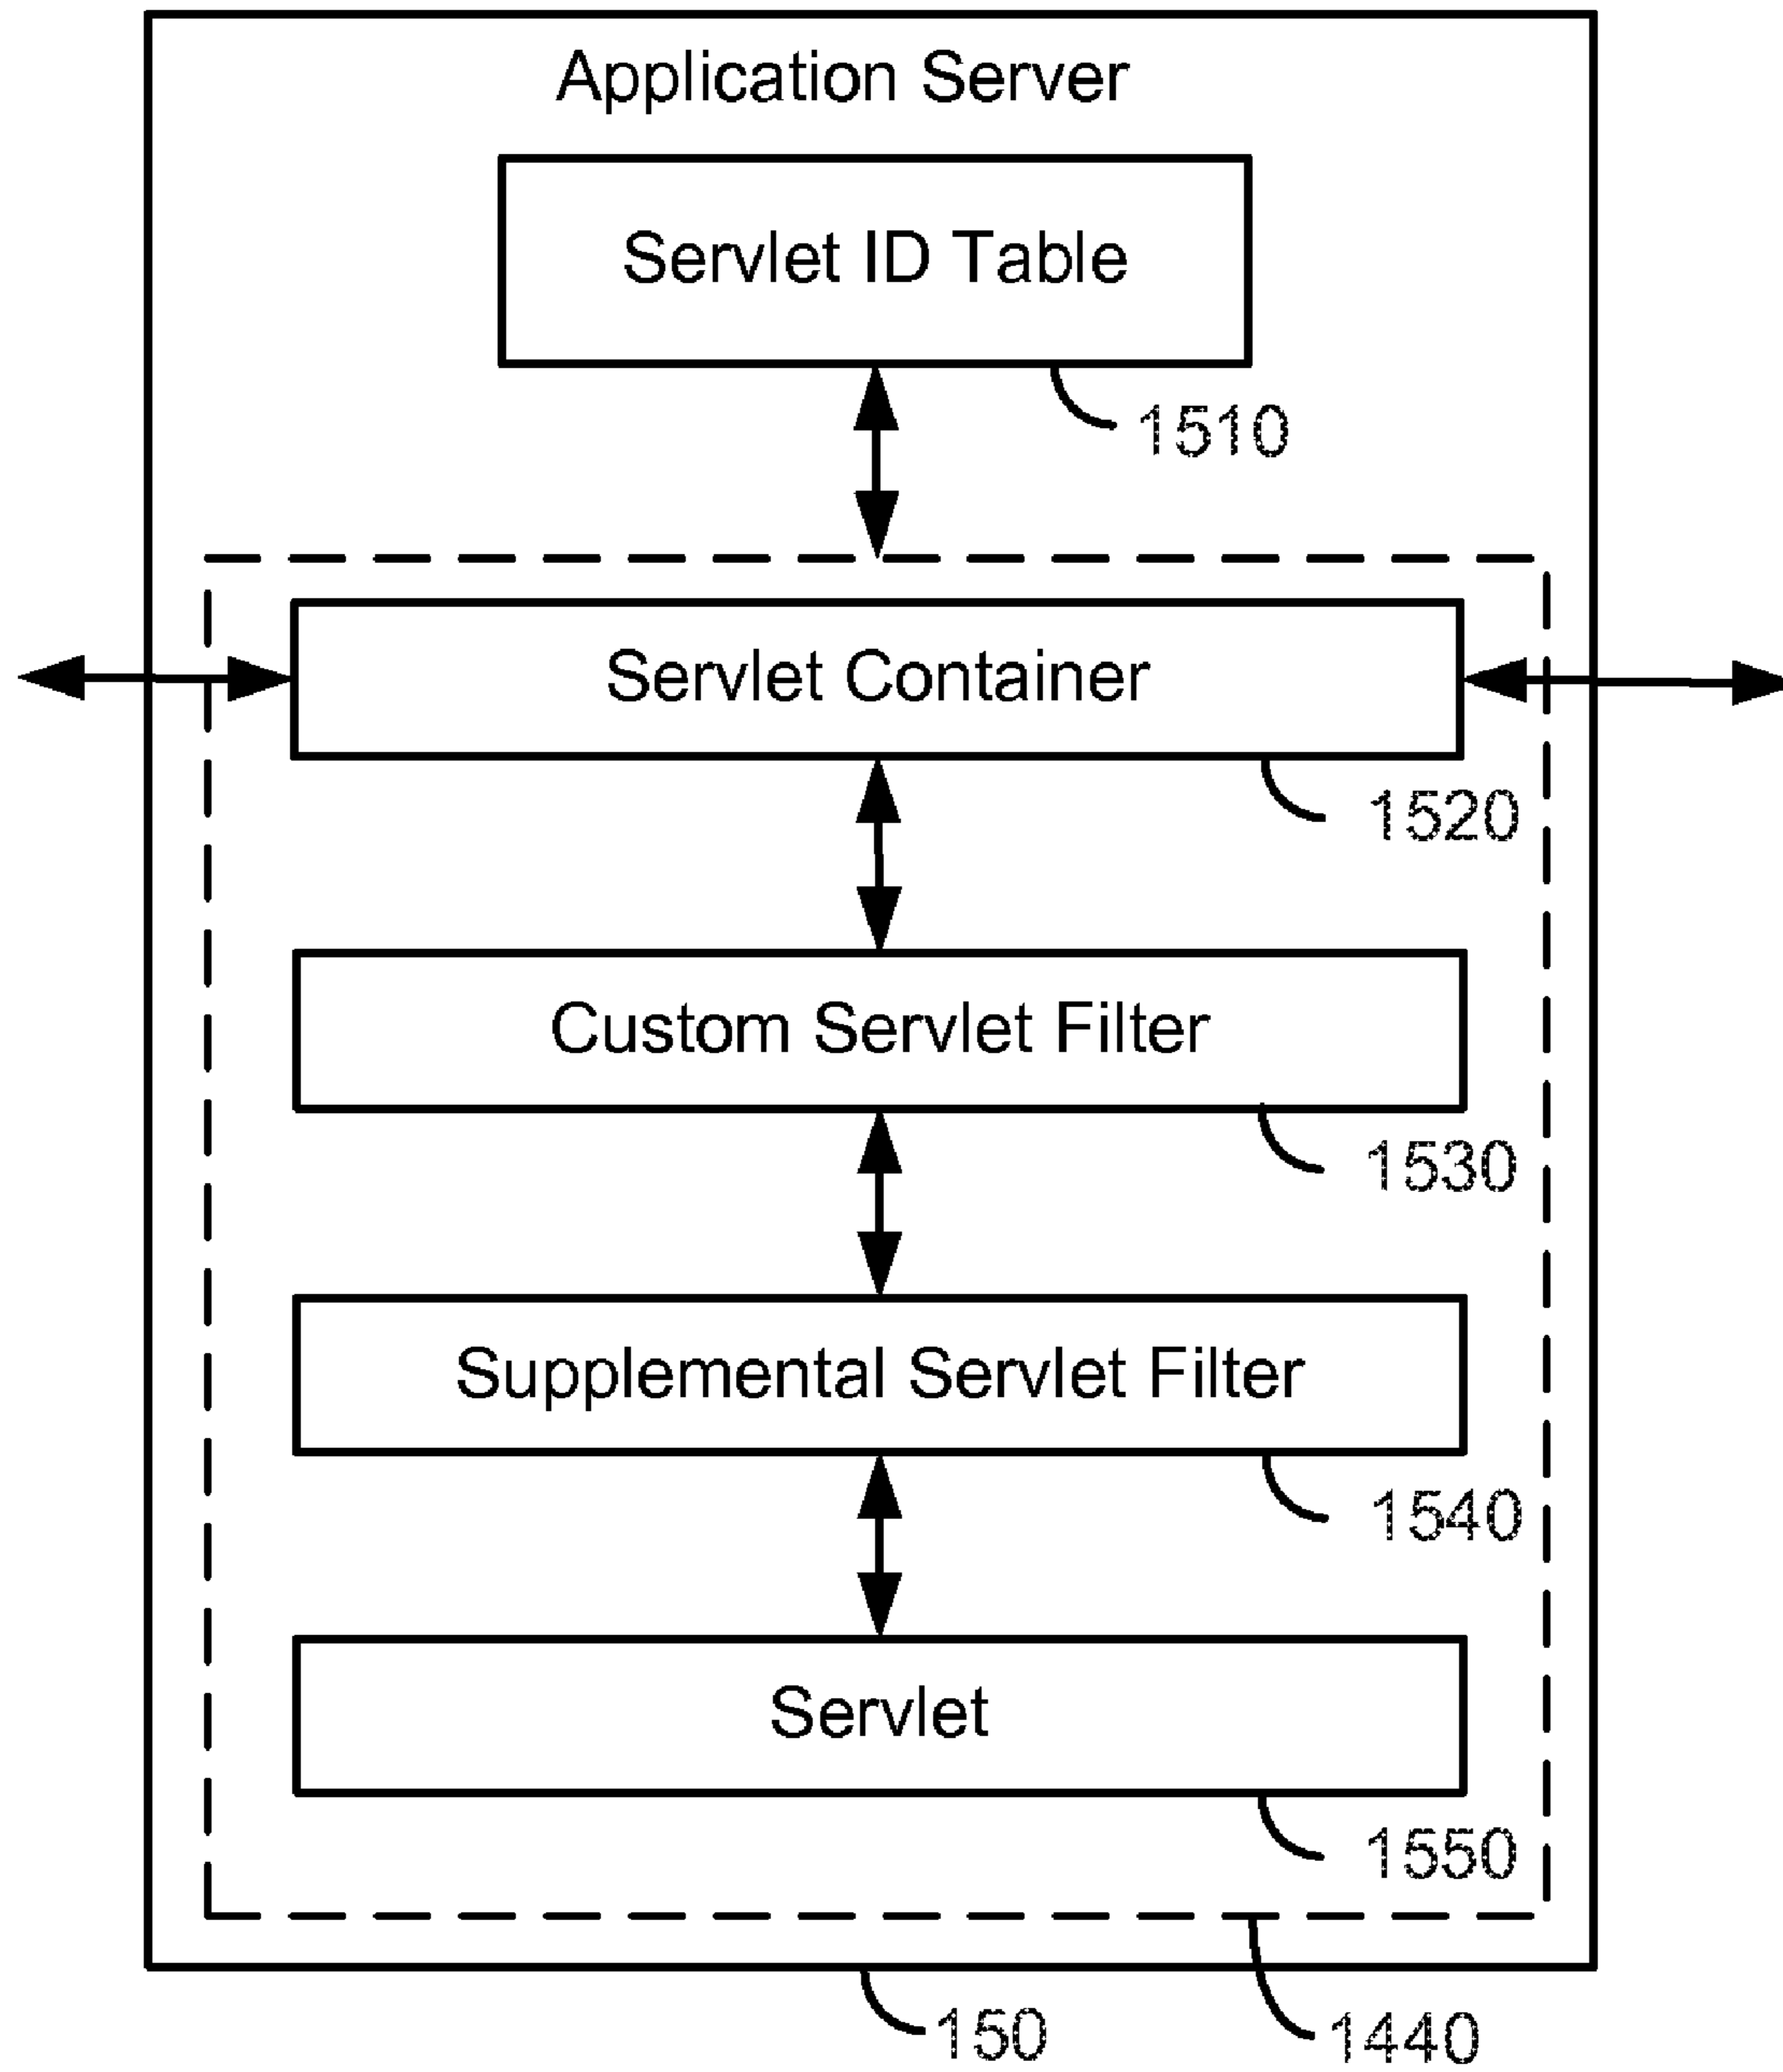 Application Server
Servlet ID Table
1510
Servlet Container
1520
Custom Servlet Filter
1530
Supplemental Servlet Filter
1540
Servlet
1550
150
1440